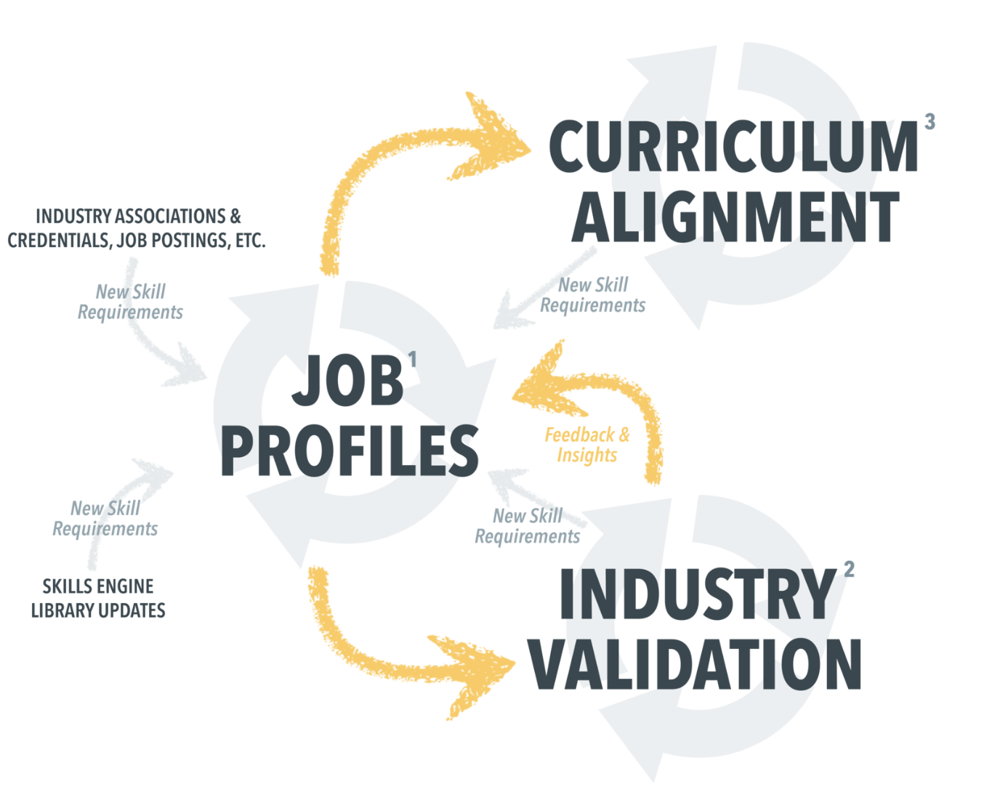 CURRICULUM 3
ALIGNMENT
INDUSTRY ASSOCIATIONS &
CREDENTIALS, JOB POSTINGS, ETC.
New Skill
Requirements
New Skill
Requirements
JOB 1
PROFILES
Feedback &
Insights
New Skill
Requirements
New Skill
Requirements
SKILLS ENGINE
LIBRARY UPDATES
INDUSTRY 2
VALIDATION